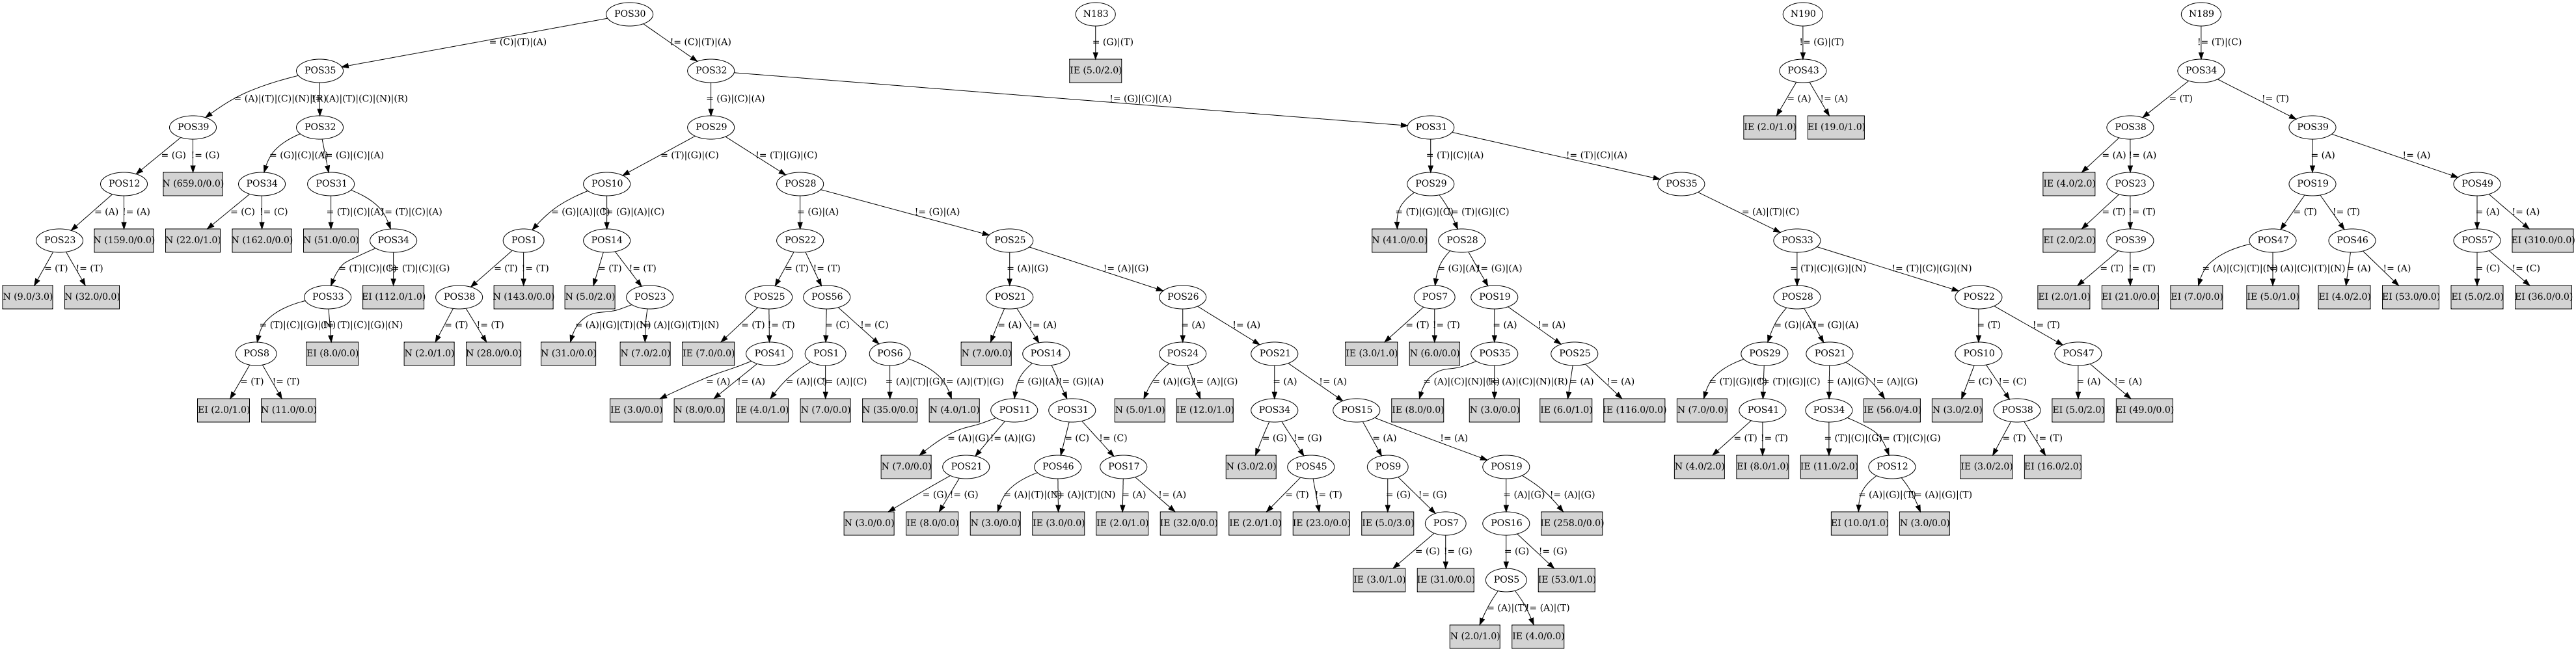 POS30 N183 N190 N189
= (C)|(T)|(A) != (C)|(T)|(A) = (G)|(T) != (G)|(T) != (T)|(C)
POS35 POS32 IE (5.0/2.0) POS43 POS34
= (A)|(T)|(C)|(N)|(R) != (A)|(T)|(C)|(N)|(R) = (G)|(C)|(A) != (G)|(C)|(A) = (A) != (A) = (T) != (T)
POS39 POS32 POS29 POS31 IE (2.0/1.0) EI (19.0/1.0) POS38 POS39
= (G) != (G) = (G)|(C)|(A) != (G)|(C)|(A) = (T)|(G)|(C) != (T)|(G)|(C) = (T)|(C)|(A) != (T)|(C)|(A) = (A) != (A) = (A) != (A)
POS12 N (659.0/0.0) POS34 POS31 POS10 POS28 POS29 POS35 IE (4.0/2.0) POS23 POS19 POS49
= (A) != (A) = (C) != (C) = (T)|(C)|(A) != (T)|(C)|(A) = (G)|(A)|(C) != (G)|(A)|(C) = (G)|(A) != (G)|(A) = (T)|(G)|(C) != (T)|(G)|(C) = (A)|(T)|(C) = (T) != (T) = (T) != (T) = (A) != (A)
POS23 N (159.0/0.0) N (22.0/1.0) N (162.0/0.0) N (51.0/0.0) POS34 POS1 POS14 POS22 POS25 N (41.0/0.0) POS28 POS33 EI (2.0/2.0) POS39 POS47 POS46 POS57 EI (310.0/0.0)
= (T) != (T) = (T)|(C)|(G) != (T)|(C)|(G) = (T) != (T) = (T) != (T) = (T) != (T) = (A)|(G) != (A)|(G) = (G)|(A) != (G)|(A) = (T)|(C)|(G)|(N) != (T)|(C)|(G)|(N) = (T) != (T) = (A)|(C)|(T)|(N) != (A)|(C)|(T)|(N) = (A) != (A) = (C) != (C)
N (9.0/3.0) N (32.0/0.0) POS33 EI (112.0/1.0) POS38 N (143.0/0.0) N (5.0/2.0) POS23 POS25 POS56 POS21 POS26 POS7 POS19 POS28 POS22 EI (2.0/1.0) EI (21.0/0.0) EI (7.0/0.0) IE (5.0/1.0) EI (4.0/2.0) EI (53.0/0.0) EI (5.0/2.0) EI (36.0/0.0)
= (T)|(C)|(G)|(N) != (T)|(C)|(G)|(N) = (T) != (T) = (A)|(G)|(T)|(N) != (A)|(G)|(T)|(N) = (T) != (T) = (C) != (C) = (A) != (A) = (A) != (A) = (T) != (T) = (A) != (A) = (G)|(A) != (G)|(A) = (T) != (T)
POS8 EI (8.0/0.0) N (2.0/1.0) N (28.0/0.0) N (31.0/0.0) N (7.0/2.0) IE (7.0/0.0) POS41 POS1 POS6 N (7.0/0.0) POS14 POS24 POS21 IE (3.0/1.0) N (6.0/0.0) POS35 POS25 POS29 POS21 POS10 POS47
= (T) != (T) = (A) != (A) = (A)|(C) != (A)|(C) = (A)|(T)|(G) != (A)|(T)|(G) = (G)|(A) != (G)|(A) = (A)|(G) != (A)|(G) = (A) != (A) = (A)|(C)|(N)|(R) != (A)|(C)|(N)|(R) = (A) != (A) = (T)|(G)|(C) != (T)|(G)|(C) = (A)|(G) != (A)|(G) = (C) != (C) = (A) != (A)
EI (2.0/1.0) N (11.0/0.0) IE (3.0/0.0) N (8.0/0.0) IE (4.0/1.0) N (7.0/0.0) N (35.0/0.0) N (4.0/1.0) POS11 POS31 N (5.0/1.0) IE (12.0/1.0) POS34 POS15 IE (8.0/0.0) N (3.0/0.0) IE (6.0/1.0) IE (116.0/0.0) N (7.0/0.0) POS41 POS34 IE (56.0/4.0) N (3.0/2.0) POS38 EI (5.0/2.0) EI (49.0/0.0)
= (A)|(G) != (A)|(G) = (C) != (C) = (G) != (G) = (A) != (A) = (T) != (T) = (T)|(C)|(G) != (T)|(C)|(G) = (T) != (T)
N (7.0/0.0) POS21 POS46 POS17 N (3.0/2.0) POS45 POS9 POS19 N (4.0/2.0) EI (8.0/1.0) IE (11.0/2.0) POS12 IE (3.0/2.0) EI (16.0/2.0)
= (G) != (G) = (A)|(T)|(N) != (A)|(T)|(N) = (A) != (A) = (T) != (T) = (G) != (G) = (A)|(G) != (A)|(G) = (A)|(G)|(T) != (A)|(G)|(T)
N (3.0/0.0) IE (8.0/0.0) N (3.0/0.0) IE (3.0/0.0) IE (2.0/1.0) IE (32.0/0.0) IE (2.0/1.0) IE (23.0/0.0) IE (5.0/3.0) POS7 POS16 IE (258.0/0.0) EI (10.0/1.0) N (3.0/0.0)
= (G) != (G) = (G) != (G)
IE (3.0/1.0) IE (31.0/0.0) POS5 IE (53.0/1.0)
= (A)|(T) != (A)|(T)
N (2.0/1.0) IE (4.0/0.0)